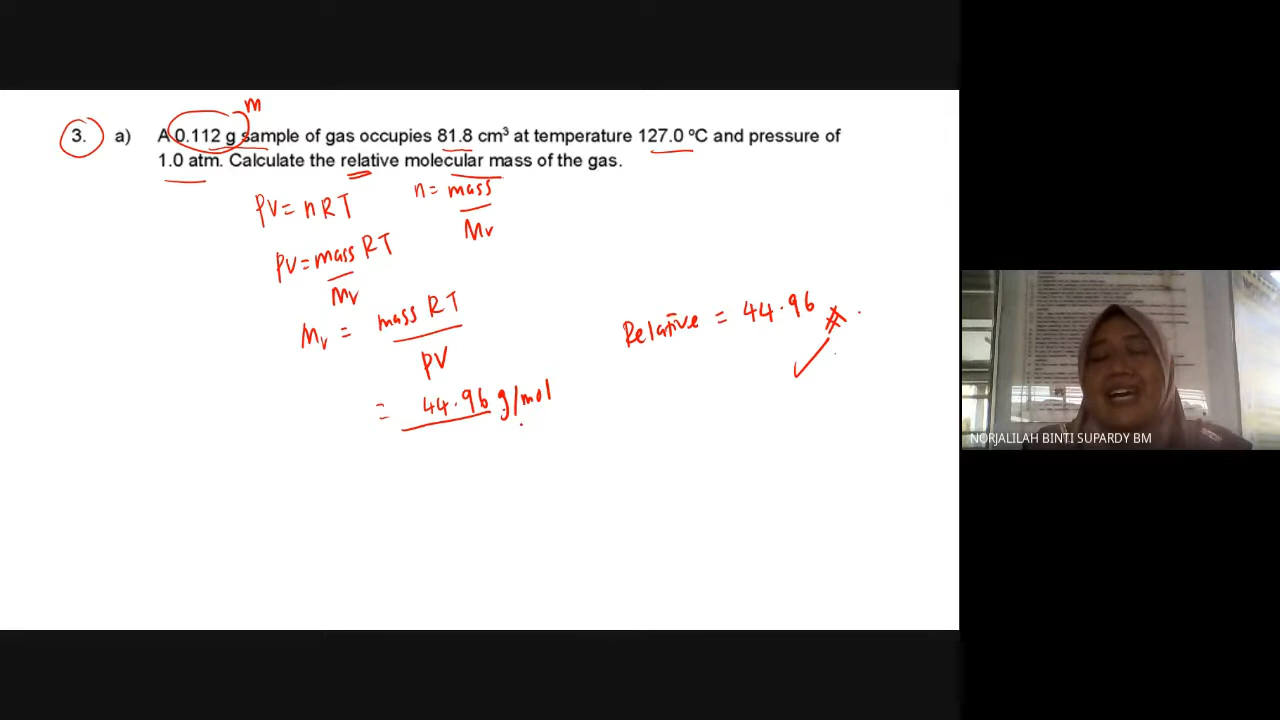 m
3. a) A 0.112 g sample of gas occupies 81.8 cm³ at temperature 127.0 ºC and pressure of
1.0 atm. Calculate the relative molecular mass of the gas.
PV = nRT
n = mass
Mr
PV = mass RT
Mr
Mr = mass RT
PV
= 44.96 g/mol
Relative = 44.96 #
NORJALILAH BINTI SUPARDY BM